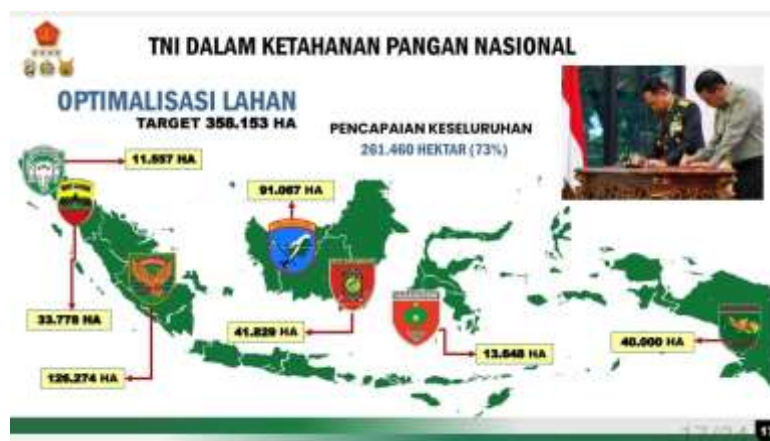 TNI DALAM KETAHANAN PANGAN NASIONAL
OPTIMALISASI LAHAN
TARGET 358.153 HA
PENCAPAIAN KESELURUHAN
261.460 HEKTAR (73%)
11.557 HA
91.067 HA
33.778 HA
41.829 HA
40.000 HA
13.648 HA
126.274 HA
17